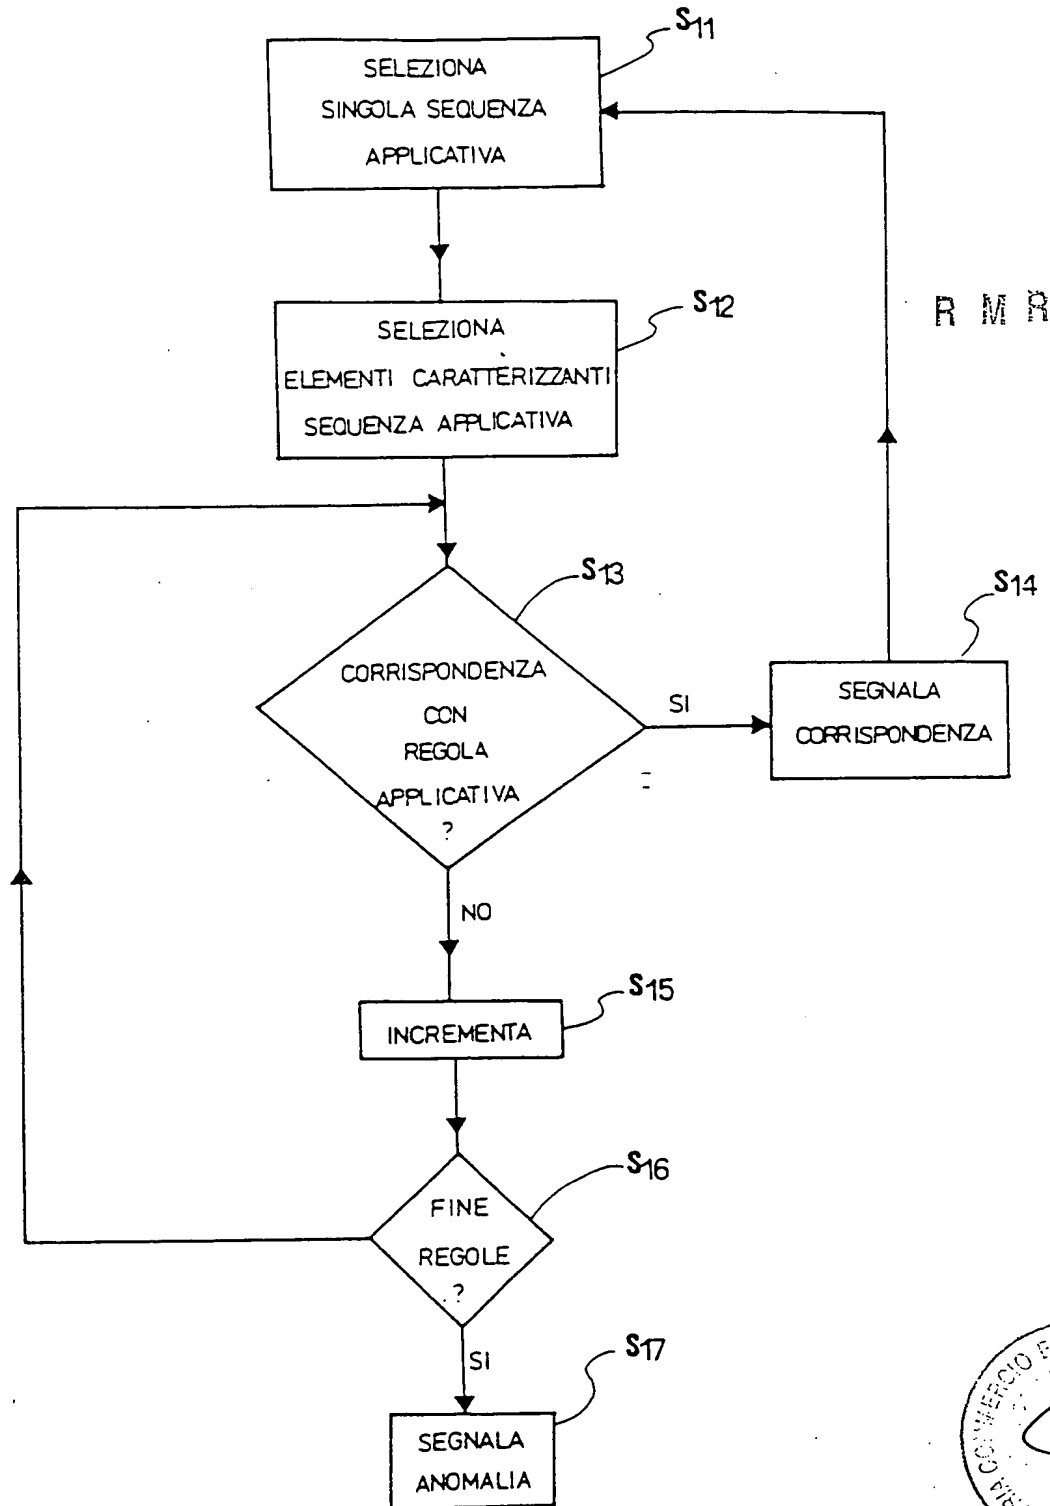 S11
SELEZIONA
SINGOLA SEQUENZA
APPLICATIVA
S12
SELEZIONA
ELEMENTI CARATTERIZZANTI
SEQUENZA APPLICATIVA
R M R
S13
CORRISPONDENZA
CON
REGOLA
APPLICATIVA
?
SI
S14
SEGNALA
CORRISPONDENZA
NO
S15
INCREMENTA
S16
FINE
REGOLE
?
SI
S17
SEGNALA
ANOMALIA
COMMERCIO